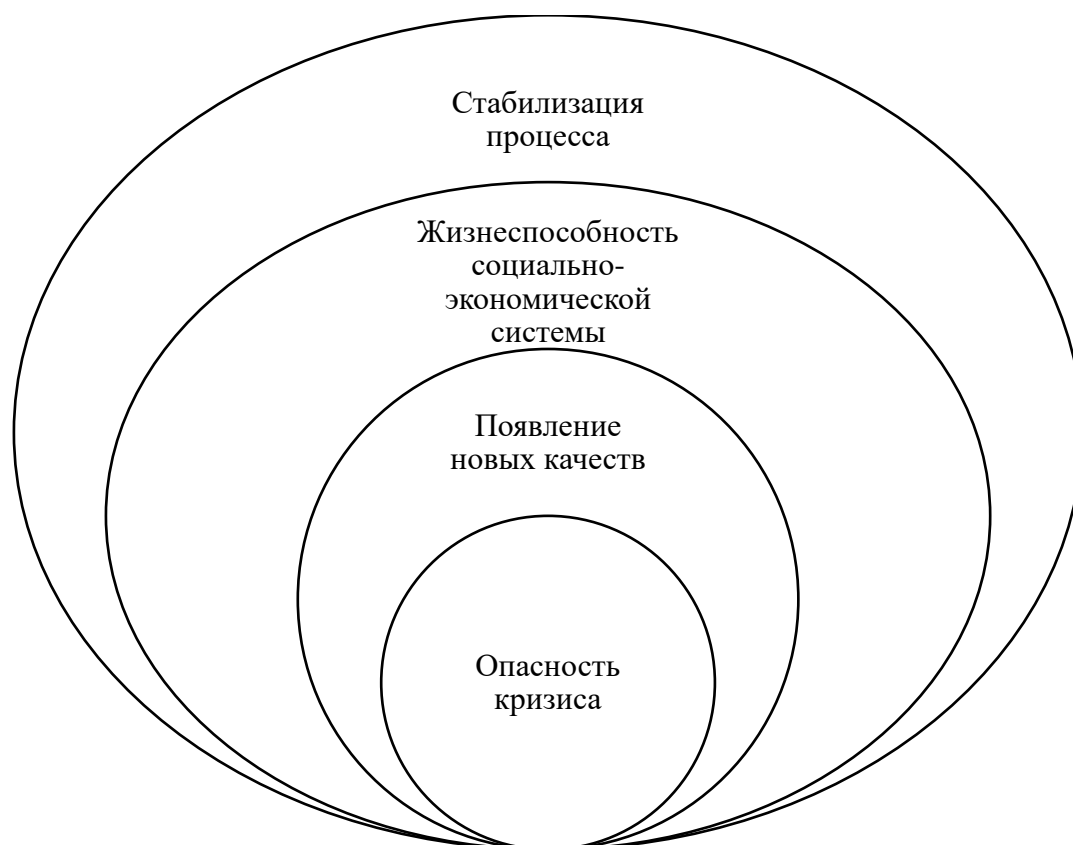 Стабилизация
процесса
Жизнеспособность
социально-
экономической
системы
Появление
новых качеств
Опасность
кризиса